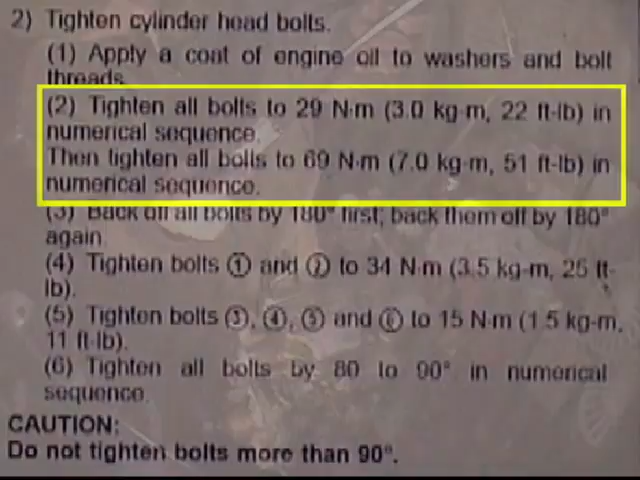 2) Tighten cylinder head bolts.
(1) Apply a coat of engine oil to washers and bolt
threads.
(2) Tighten all bolts to 29 N·m (3.0 kg-m, 22 ft-lb) in
numerical sequence.
Then tighten all bolts to 69 N·m (7.0 kg-m, 51 ft-lb) in
numerical sequence.
(3) Back off all bolts by 180° first; back them off by 180°
again.
(4) Tighten bolts ① and ② to 34 N·m (3.5 kg-m, 25 ft-
lb).
(5) Tighten bolts ③, ④, ⑤ and ⑥ to 15 N·m (1.5 kg-m,
11 ft-lb).
(6) Tighten all bolts by 80 to 90° in numerical
sequence.
CAUTION:
Do not tighten bolts more than 90°.